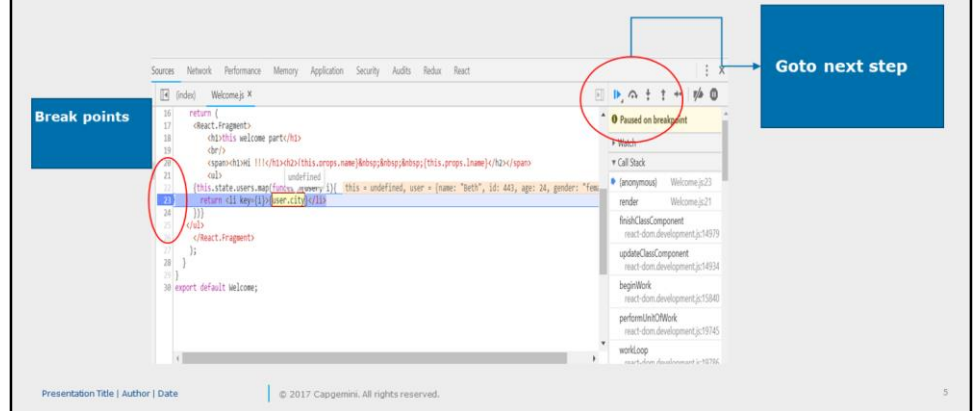 Goto next step
Break points
Sources Network Performance Memory Application Security Audits Redux React
(index) Welcome.js X
Paused on breakpoint
Watch
Call Stack
(anonymous) Welcome.js:23
render Welcome.js:21
finishClassComponent
react-dom.development.js:14979
updateClassComponent
react-dom.development.js:14934
beginWork
react-dom.development.js:15840
performUnitOfWork
react-dom.development.js:19745
workLoop
react-dom.development.js:19786
16 return (
17 <React.Fragment>
18 <h1>this welcome part</h1>
19 <br/>
20 <span><h1>Hi !!!</h1><h2>{this.props.name}&nbsp;&nbsp;&nbsp;{this.props.lname}</h2></span>
21 <ul>
undefined
22 {this.state.users.map( i){ this = undefined, user = {name: "Beth", id: 443, age: 24, gender: "fema
23 return <li key={i}>{user.city}</li>
24 })}
25 </ul>
26 </React.Fragment>
27 );
28 }
29 }
30 export default Welcome;
Presentation Title | Author | Date
© 2017 Capgemini. All rights reserved.
5